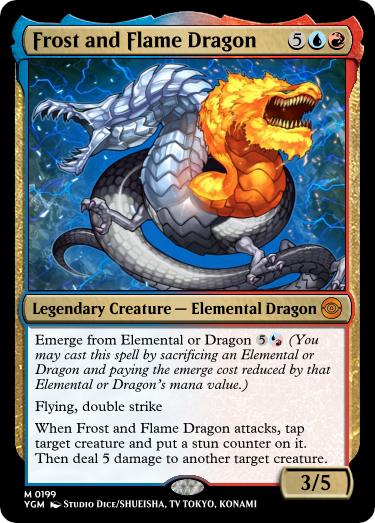 Frost and Flame Dragon 5
Legendary Creature — Elemental Dragon
Emerge from Elemental or Dragon 5 (You
may cast this spell by sacrificing an Elemental or
Dragon and paying the emerge cost reduced by that
Elemental or Dragon's mana value.)
Flying, double strike
When Frost and Flame Dragon attacks, tap
target creature and put a stun counter on it.
Then deal 5 damage to another target creature.
3/5
M 0199
YGM Studio Dice/SHUEISHA, TV TOKYO, KONAMI